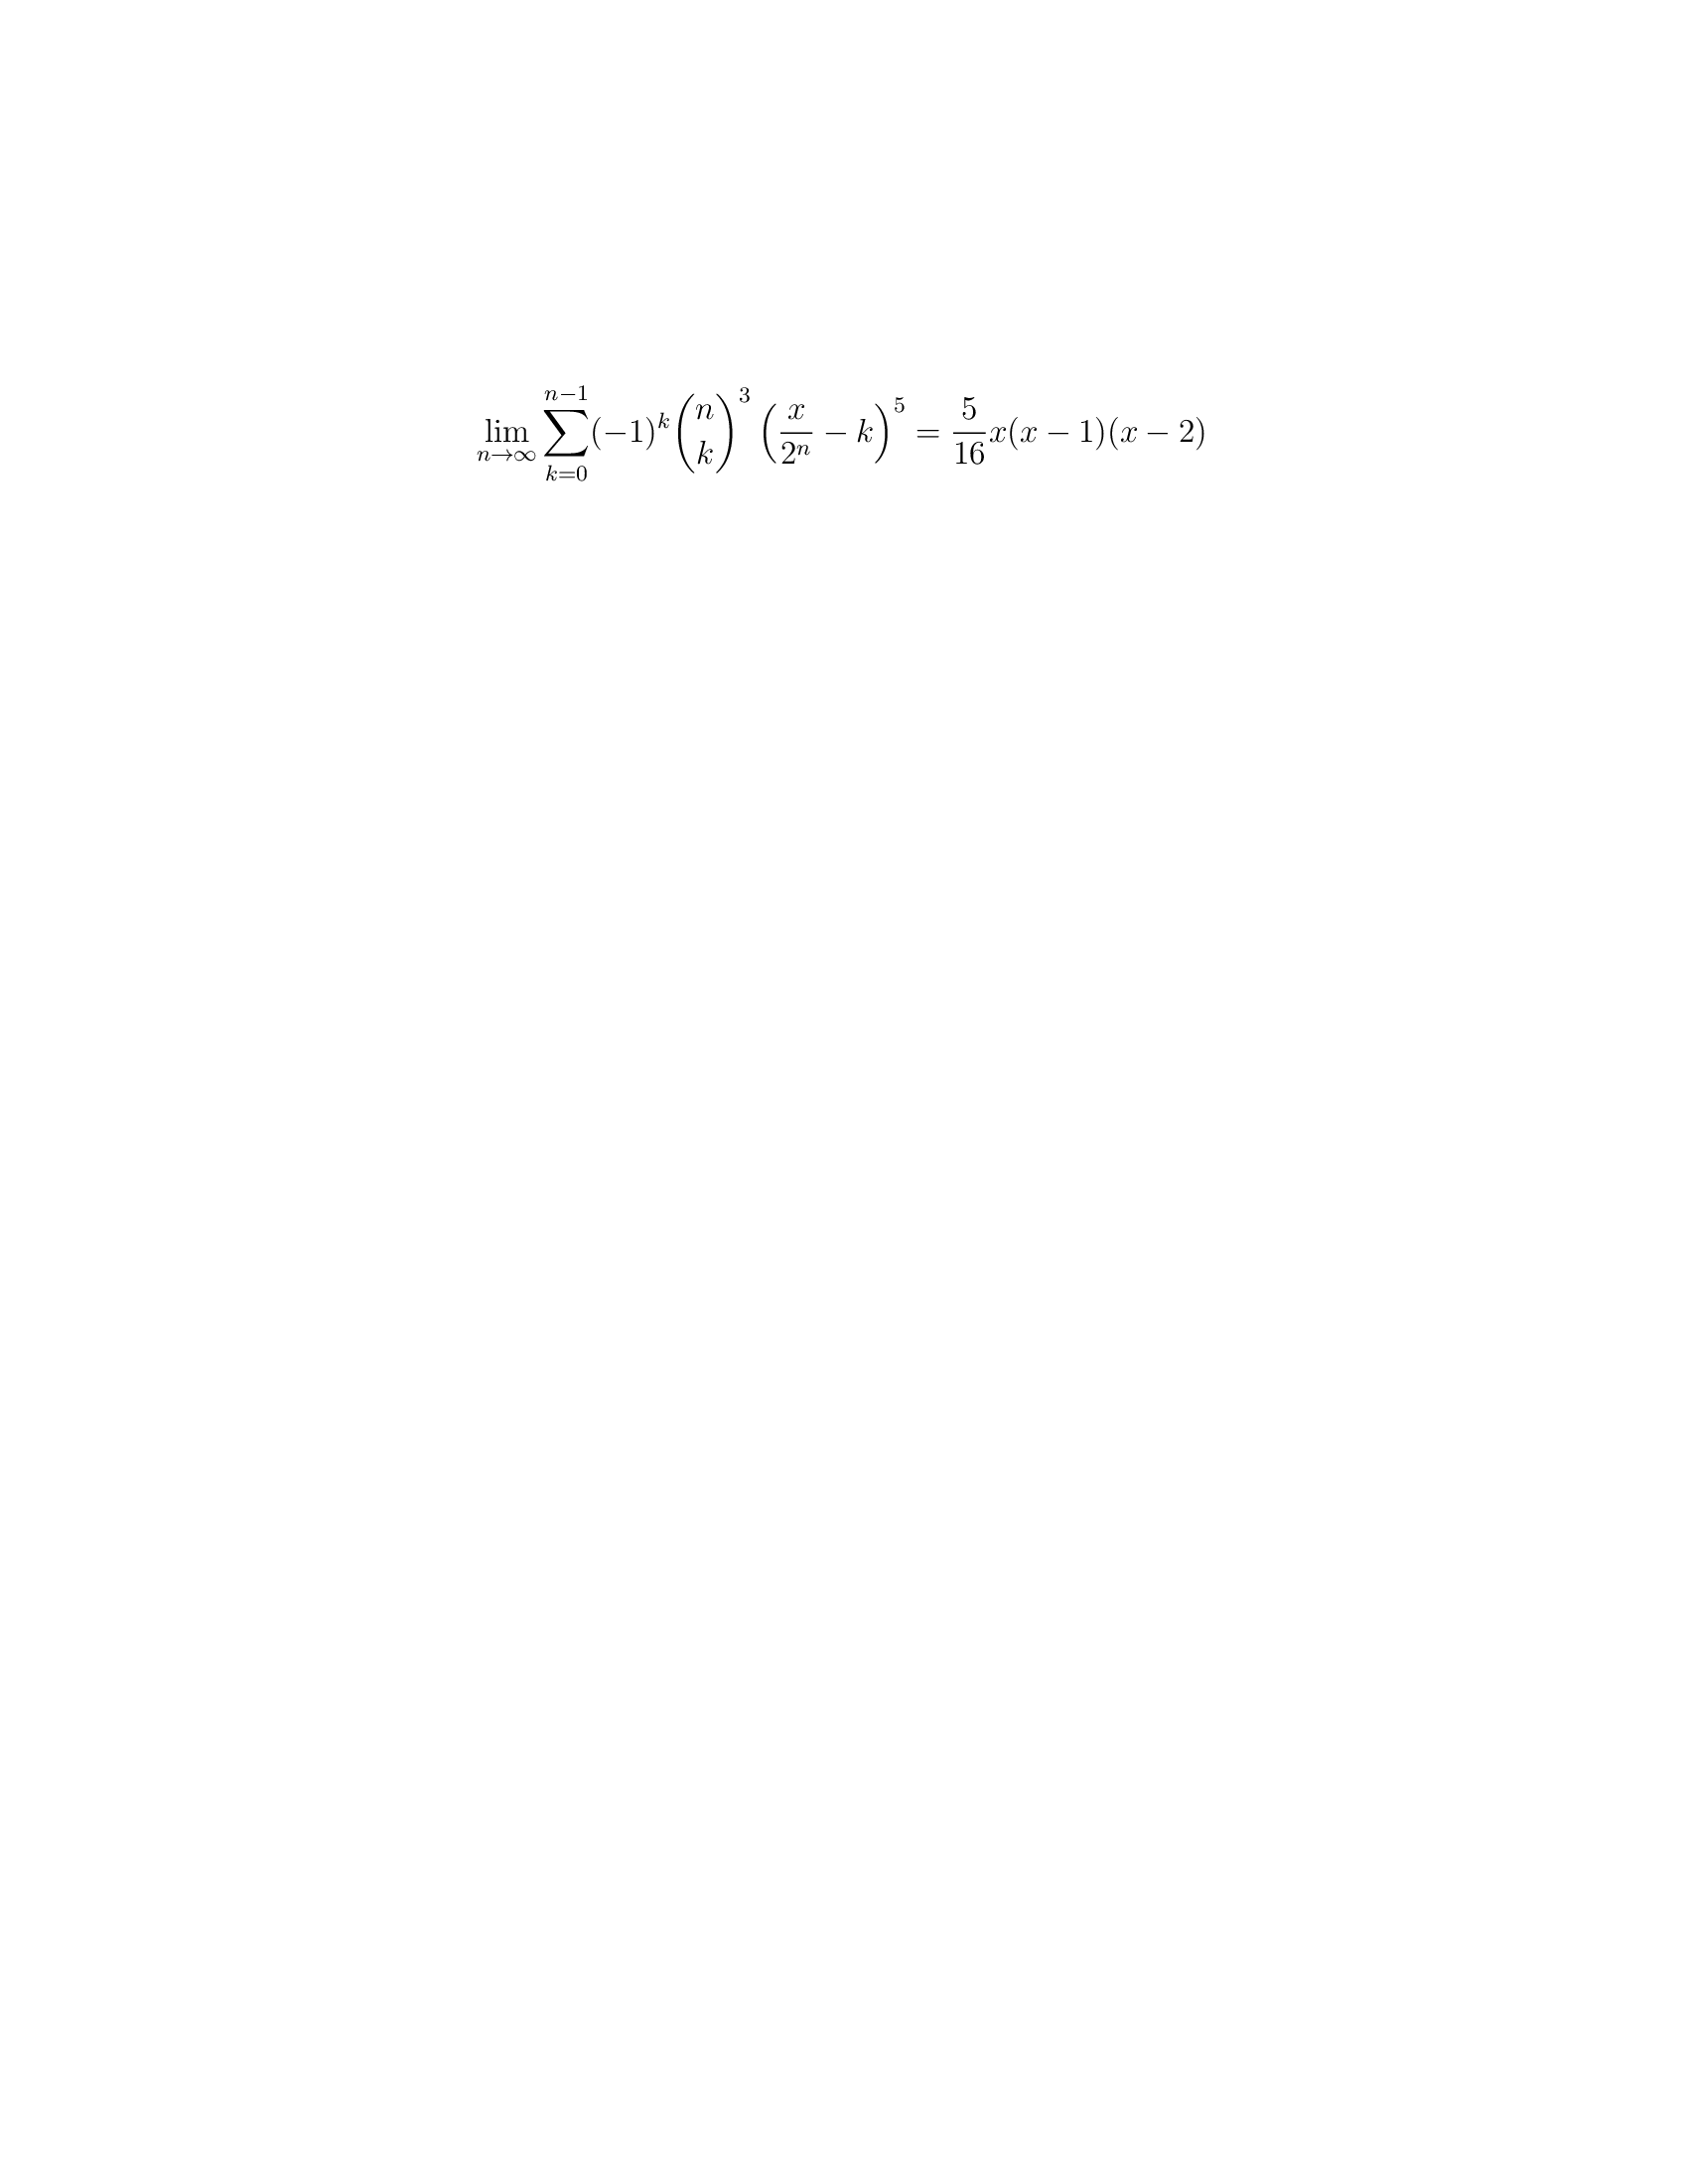 \lim_{n \to \infty} \sum_{k=0}^{n-1} (-1)^k \binom{n}{k}^3 \left( \frac{x}{2^n} - k \right)^5 = \frac{5}{16} x(x-1)(x-2)